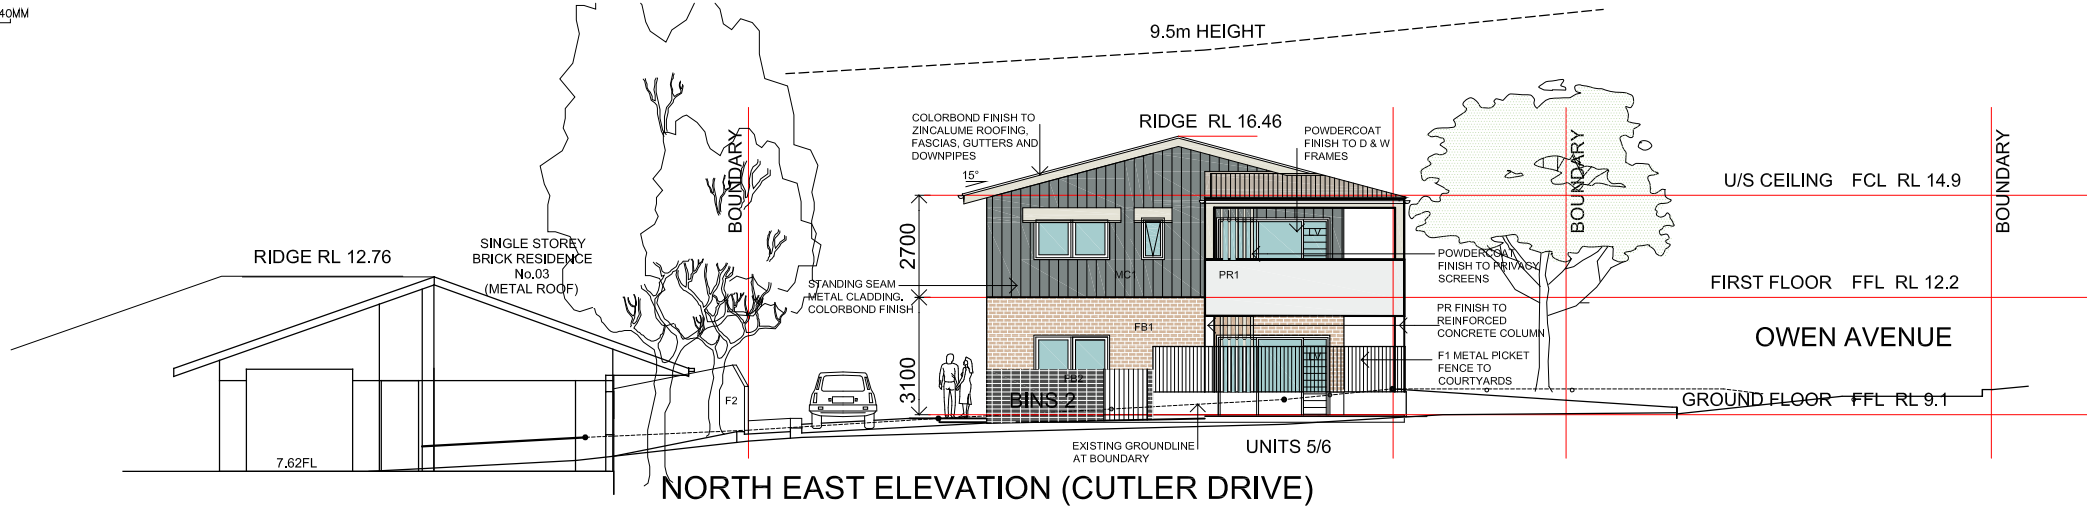 40MM
9.5m HEIGHT
COLORBOND FINISH TO
ZINCALUME ROOFING,
FASCIAS, GUTTERS AND
DOWNPIPES
RIDGE RL 16.46
POWDERCOAT
FINISH TO D & W
FRAMES
BOUNDARY
BOUNDARY
BOUNDARY
15°
U/S CEILING FCL RL 14.9
RIDGE RL 12.76
SINGLE STOREY
BRICK RESIDENCE
No.03
(METAL ROOF)
2700
LV
MC1
PR1
POWDERCOAT
FINISH TO PRIVACY
SCREENS
STANDING SEAM
METAL CLADDING.
COLORBOND FINISH
FIRST FLOOR FFL RL 12.2
FB1
PR FINISH TO
REINFORCED
CONCRETE COLUMN
OWEN AVENUE
3100
LV
F1 METAL PICKET
FENCE TO
COURTYARDS
FB2
F2
BINS 2
GROUND FLOOR FFL RL 9.1
EXISTING GROUNDLINE
AT BOUNDARY
UNITS 5/6
7.62FL
NORTH EAST ELEVATION (CUTLER DRIVE)